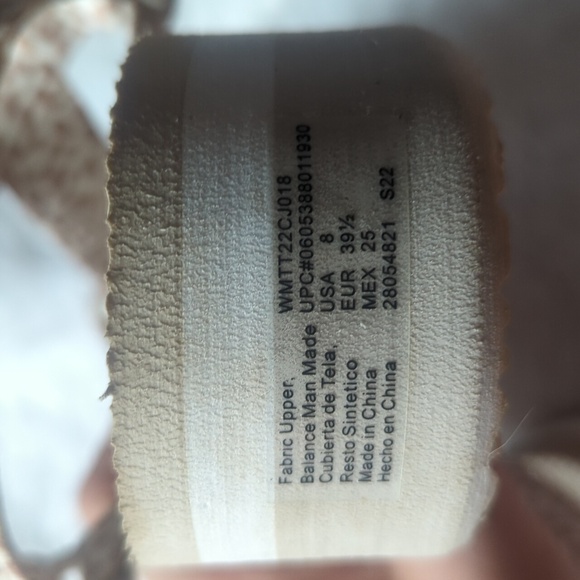 Fabric Upper, WMTT22CJ018
Balance Man Made UPC#0605388011930
Cubierta de Tela, USA 8
Resto Sintetico EUR 39½
Made in China MEX 25
Hecho en China 28054821 S22